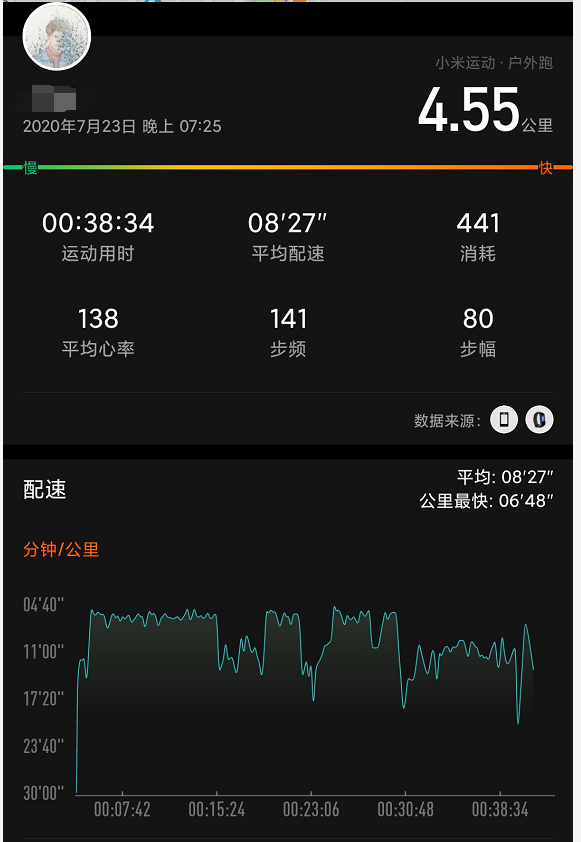 小米运动 · 户外跑
2020年7月23日 晚上 07:25
4.55公里
慢 快
00:38:34 08'27" 441
运动用时 平均配速 消耗
138 141 80
平均心率 步频 步幅
数据来源:
配速
平均: 08'27"
公里最快: 06'48"
分钟/公里
04'40"
11'00"
17'20"
23'40"
30'00"
00:07:42 00:15:24 00:23:06 00:30:48 00:38:34